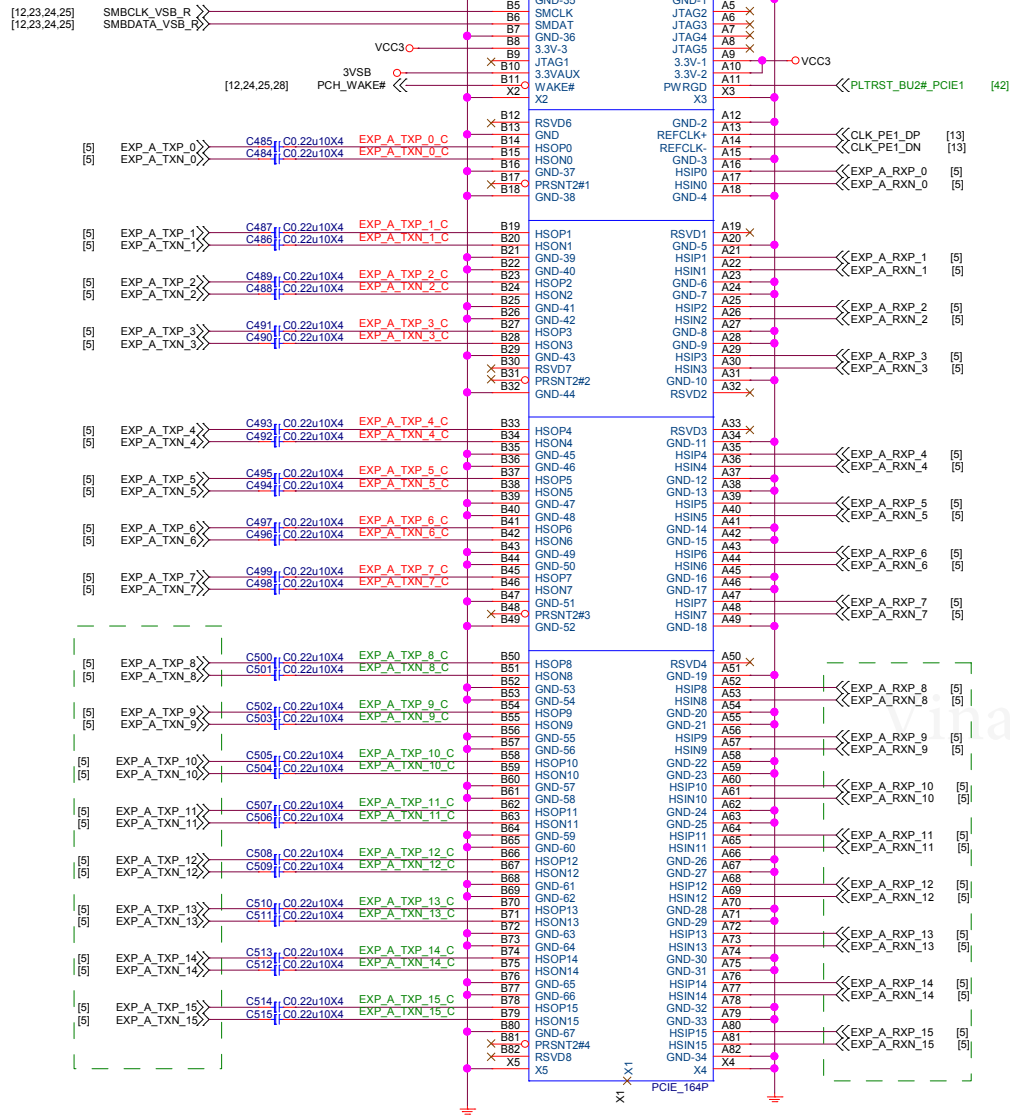 GND-35 GND-1
[12,23,24,25] SMBCLK_VSB_R B5 SMCLK JTAG2 A5
[12,23,24,25] SMBDATA_VSB_R B6 SMDAT JTAG3 A6
B7 GND-36 JTAG4 A7
VCC3 B8 3.3V-3 JTAG5 A8
B9 JTAG1 3.3V-1 A9 VCC3
3VSB B10 3.3VAUX 3.3V-2 A10
[12,24,25,28] PCH_WAKE# B11 WAKE# PWRGD A11 PLTRST_BU2#_PCIE1 [42]
X2 X2 X3 X3
B12 RSVD6 GND-2 A12
B13 GND REFCLK+ A13 CLK_PE1_DP [13]
[5] EXP_A_TXP_0 C485 C0.22u10X4 EXP_A_TXP_0_C B14 HSOP0 REFCLK- A14 CLK_PE1_DN [13]
[5] EXP_A_TXN_0 C484 C0.22u10X4 EXP_A_TXN_0_C B15 HSON0 GND-3 A15
B16 GND-37 HSIP0 A16 EXP_A_RXP_0 [5]
B17 PRSNT2#1 HSIN0 A17 EXP_A_RXN_0 [5]
B18 GND-38 GND-4 A18
[5] EXP_A_TXP_1 C487 C0.22u10X4 EXP_A_TXP_1_C B19 HSOP1 RSVD1 A19
[5] EXP_A_TXN_1 C486 C0.22u10X4 EXP_A_TXN_1_C B20 HSON1 GND-5 A20
B21 GND-39 HSIP1 A21 EXP_A_RXP_1 [5]
B22 GND-40 HSIN1 A22 EXP_A_RXN_1 [5]
[5] EXP_A_TXP_2 C489 C0.22u10X4 EXP_A_TXP_2_C B23 HSOP2 GND-6 A23
[5] EXP_A_TXN_2 C488 C0.22u10X4 EXP_A_TXN_2_C B24 HSON2 GND-7 A24
B25 GND-41 HSIP2 A25 EXP_A_RXP_2 [5]
B26 GND-42 HSIN2 A26 EXP_A_RXN_2 [5]
[5] EXP_A_TXP_3 C491 C0.22u10X4 EXP_A_TXP_3_C B27 HSOP3 GND-8 A27
[5] EXP_A_TXN_3 C490 C0.22u10X4 EXP_A_TXN_3_C B28 HSON3 GND-9 A28
B29 GND-43 HSIP3 A29 EXP_A_RXP_3 [5]
B30 RSVD7 HSIN3 A30 EXP_A_RXN_3 [5]
B31 PRSNT2#2 GND-10 A31
B32 GND-44 RSVD2 A32
[5] EXP_A_TXP_4 C493 C0.22u10X4 EXP_A_TXP_4_C B33 HSOP4 RSVD3 A33
[5] EXP_A_TXN_4 C492 C0.22u10X4 EXP_A_TXN_4_C B34 HSON4 GND-11 A34
B35 GND-45 HSIP4 A35 EXP_A_RXP_4 [5]
B36 GND-46 HSIN4 A36 EXP_A_RXN_4 [5]
[5] EXP_A_TXP_5 C495 C0.22u10X4 EXP_A_TXP_5_C B37 HSOP5 GND-12 A37
[5] EXP_A_TXN_5 C494 C0.22u10X4 EXP_A_TXN_5_C B38 HSON5 GND-13 A38
B39 GND-47 HSIP5 A39 EXP_A_RXP_5 [5]
B40 GND-48 HSIN5 A40 EXP_A_RXN_5 [5]
[5] EXP_A_TXP_6 C497 C0.22u10X4 EXP_A_TXP_6_C B41 HSOP6 GND-14 A41
[5] EXP_A_TXN_6 C496 C0.22u10X4 EXP_A_TXN_6_C B42 HSON6 GND-15 A42
B43 GND-49 HSIP6 A43 EXP_A_RXP_6 [5]
B44 GND-50 HSIN6 A44 EXP_A_RXN_6 [5]
[5] EXP_A_TXP_7 C499 C0.22u10X4 EXP_A_TXP_7_C B45 HSOP7 GND-16 A45
[5] EXP_A_TXN_7 C498 C0.22u10X4 EXP_A_TXN_7_C B46 HSON7 GND-17 A46
B47 GND-51 HSIP7 A47 EXP_A_RXP_7 [5]
B48 PRSNT2#3 HSIN7 A48 EXP_A_RXN_7 [5]
B49 GND-52 GND-18 A49
[5] EXP_A_TXP_8 C500 C0.22u10X4 EXP_A_TXP_8_C B50 HSOP8 RSVD4 A50
[5] EXP_A_TXN_8 C501 C0.22u10X4 EXP_A_TXN_8_C B51 HSON8 GND-19 A51
B52 GND-53 HSIP8 A52 EXP_A_RXP_8 [5]
B53 GND-54 HSIN8 A53 EXP_A_RXN_8 [5]
[5] EXP_A_TXP_9 C502 C0.22u10X4 EXP_A_TXP_9_C B54 HSOP9 GND-20 A54
[5] EXP_A_TXN_9 C503 C0.22u10X4 EXP_A_TXN_9_C B55 HSON9 GND-21 A55
Vina
B56 GND-55 HSIP9 A56 EXP_A_RXP_9 [5]
B57 GND-56 HSIN9 A57 EXP_A_RXN_9 [5]
[5] EXP_A_TXP_10 C505 C0.22u10X4 EXP_A_TXP_10_C B58 HSOP10 GND-22 A58
[5] EXP_A_TXN_10 C504 C0.22u10X4 EXP_A_TXN_10_C B59 HSON10 GND-23 A59
B60 GND-57 HSIP10 A60 EXP_A_RXP_10 [5]
B61 GND-58 HSIN10 A61 EXP_A_RXN_10 [5]
[5] EXP_A_TXP_11 C507 C0.22u10X4 EXP_A_TXP_11_C B62 HSOP11 GND-24 A62
[5] EXP_A_TXN_11 C506 C0.22u10X4 EXP_A_TXN_11_C B63 HSON11 GND-25 A63
B64 GND-59 HSIP11 A64 EXP_A_RXP_11 [5]
B65 GND-60 HSIN11 A65 EXP_A_RXN_11 [5]
[5] EXP_A_TXP_12 C508 C0.22u10X4 EXP_A_TXP_12_C B66 HSOP12 GND-26 A66
[5] EXP_A_TXN_12 C509 C0.22u10X4 EXP_A_TXN_12_C B67 HSON12 GND-27 A67
B68 GND-61 HSIP12 A68 EXP_A_RXP_12 [5]
B69 GND-62 HSIN12 A69 EXP_A_RXN_12 [5]
[5] EXP_A_TXP_13 C510 C0.22u10X4 EXP_A_TXP_13_C B70 HSOP13 GND-28 A70
[5] EXP_A_TXN_13 C511 C0.22u10X4 EXP_A_TXN_13_C B71 HSON13 GND-29 A71
B72 GND-63 HSIP13 A72 EXP_A_RXP_13 [5]
B73 GND-64 HSIN13 A73 EXP_A_RXN_13 [5]
[5] EXP_A_TXP_14 C513 C0.22u10X4 EXP_A_TXP_14_C B74 HSOP14 GND-30 A74
[5] EXP_A_TXN_14 C512 C0.22u10X4 EXP_A_TXN_14_C B75 HSON14 GND-31 A75
B76 GND-65 HSIP14 A76 EXP_A_RXP_14 [5]
B77 GND-66 HSIN14 A77 EXP_A_RXN_14 [5]
[5] EXP_A_TXP_15 C514 C0.22u10X4 EXP_A_TXP_15_C B78 HSOP15 GND-32 A78
[5] EXP_A_TXN_15 C515 C0.22u10X4 EXP_A_TXN_15_C B79 HSON15 GND-33 A79
B80 GND-67 HSIP15 A80 EXP_A_RXP_15 [5]
B81 PRSNT2#4 HSIN15 A81 EXP_A_RXN_15 [5]
B82 RSVD8 GND-34 A82
X5 X5 X1 X4 X4
X1 PCIE_164P